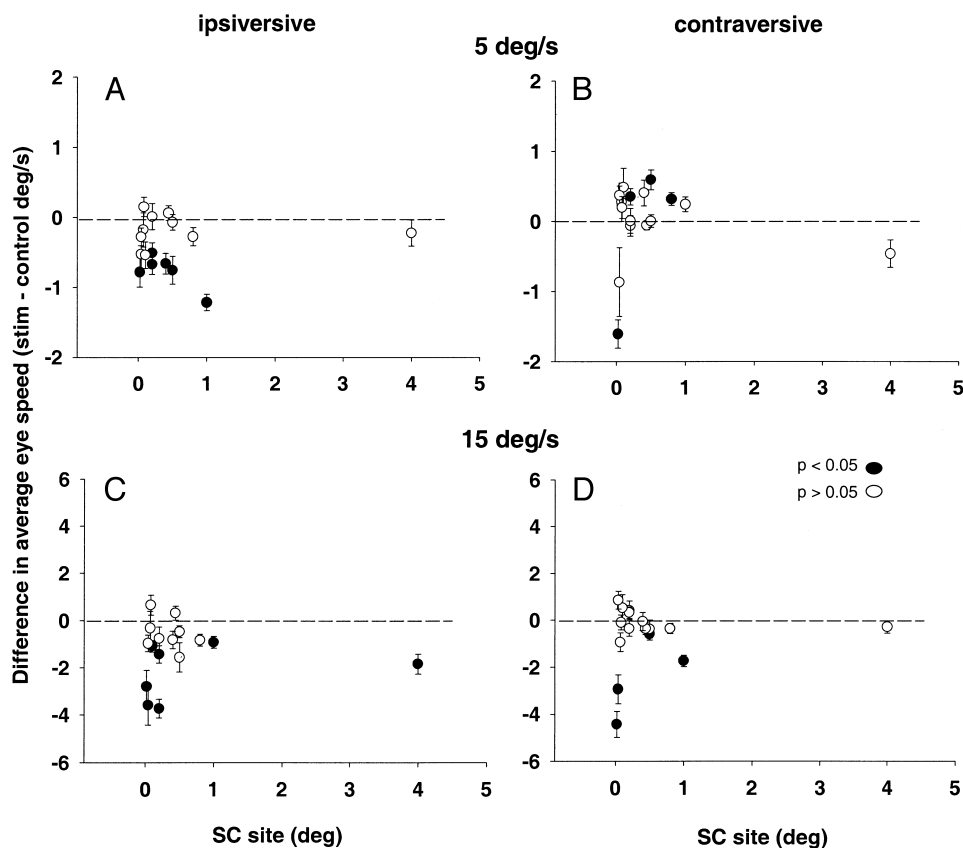 ipsiversive
contraversive
5 deg/s
A
B
2
1
0
-1
-2
0 1 2 3 4 5
2
1
0
-1
-2
0 1 2 3 4 5
Difference in average eye speed (stim - control deg/s)
15 deg/s
C
D
p < 0.05
p > 0.05
6
4
2
0
-2
-4
-6
0 1 2 3 4 5
6
4
2
0
-2
-4
-6
0 1 2 3 4 5
SC site (deg)
SC site (deg)